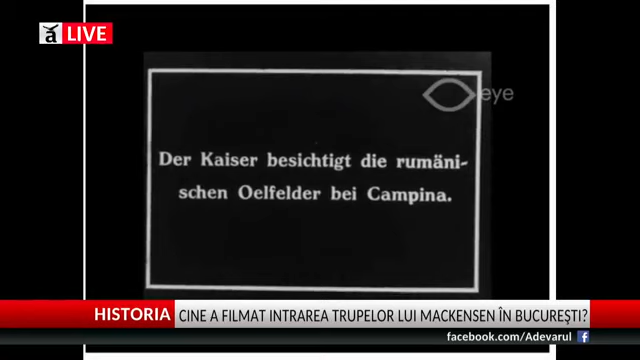 ă LIVE
eye
Der Kaiser besichtigt die rumäni-
schen Oelfelder bei Campina.
HISTORIA CINE A FILMAT INTRAREA TRUPELOR LUI MACKENSEN ÎN BUCUREŞTI?
facebook.com/Adevarul f